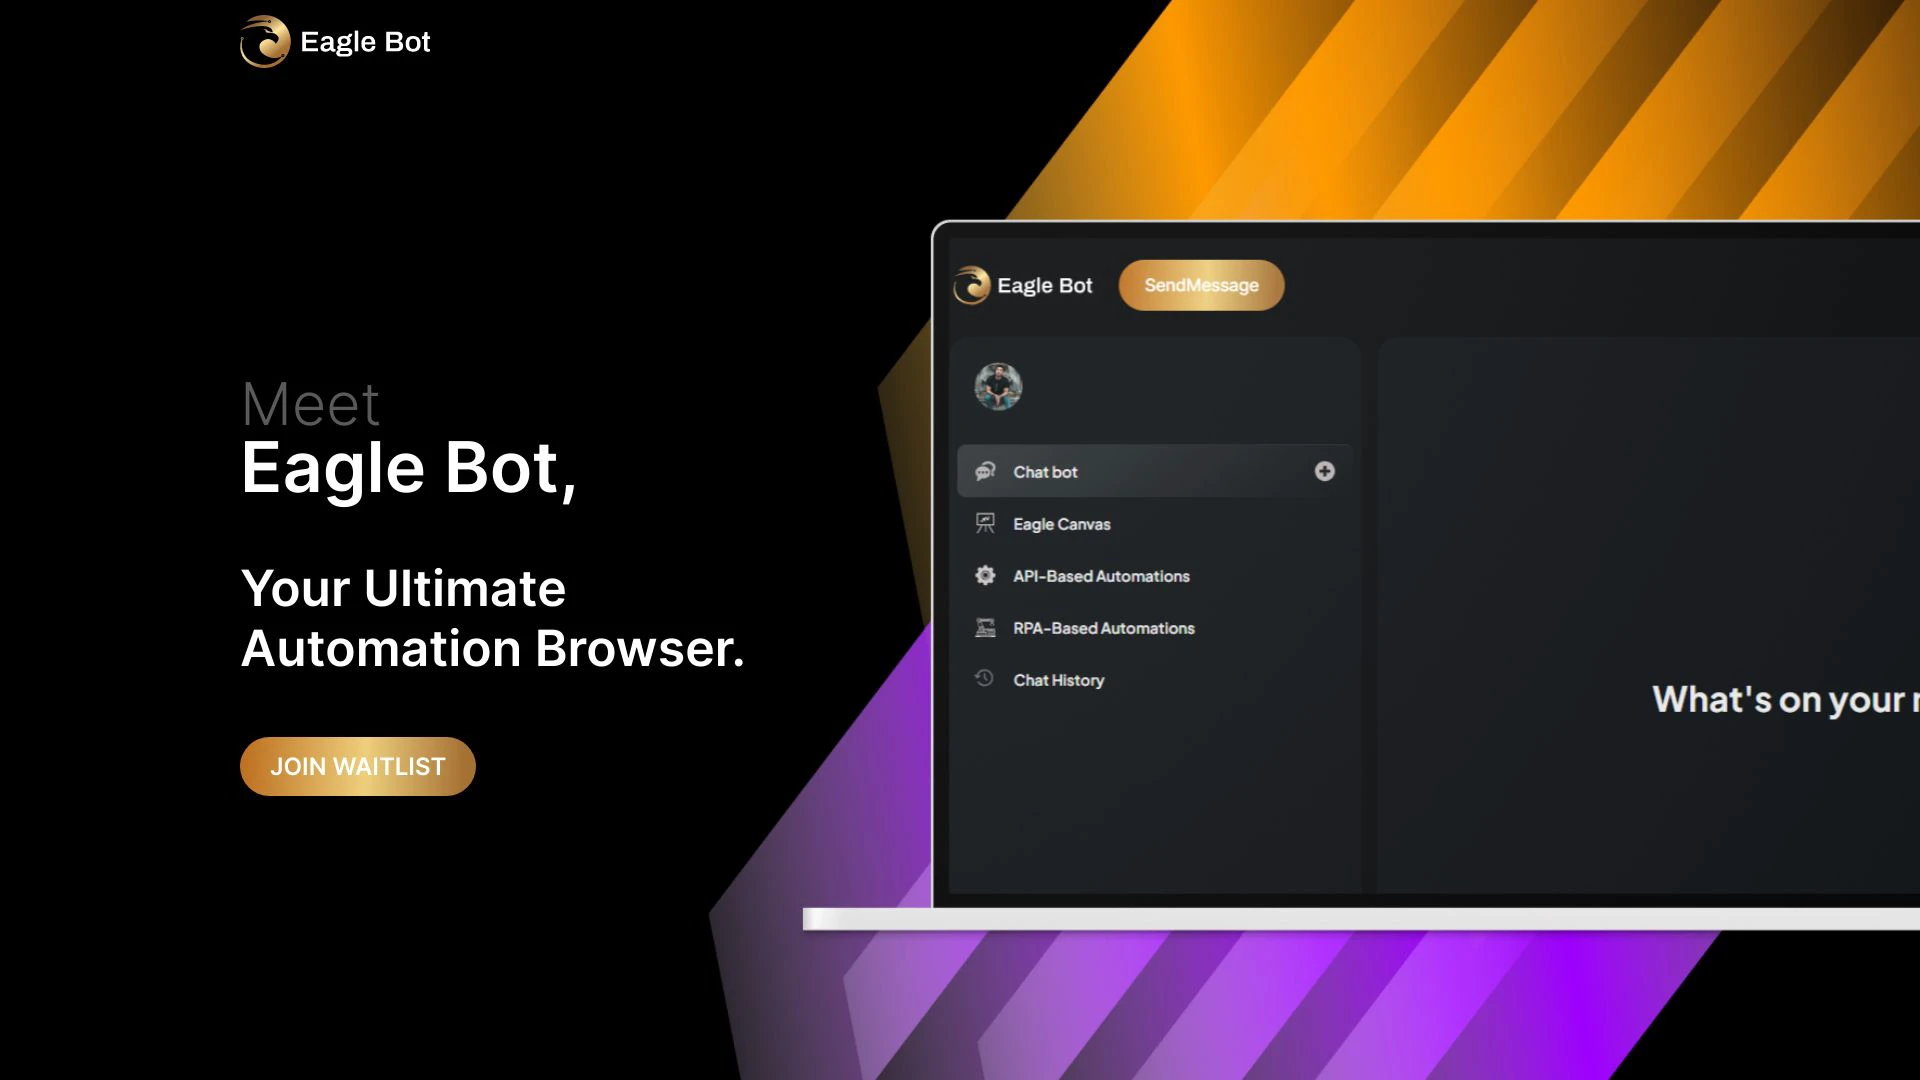 Eagle Bot
Meet
Eagle Bot,
Your Ultimate
Automation Browser.
JOIN WAITLIST
Eagle Bot
SendMessage
Chat bot
Eagle Canvas
API-Based Automations
RPA-Based Automations
Chat History
What's on your